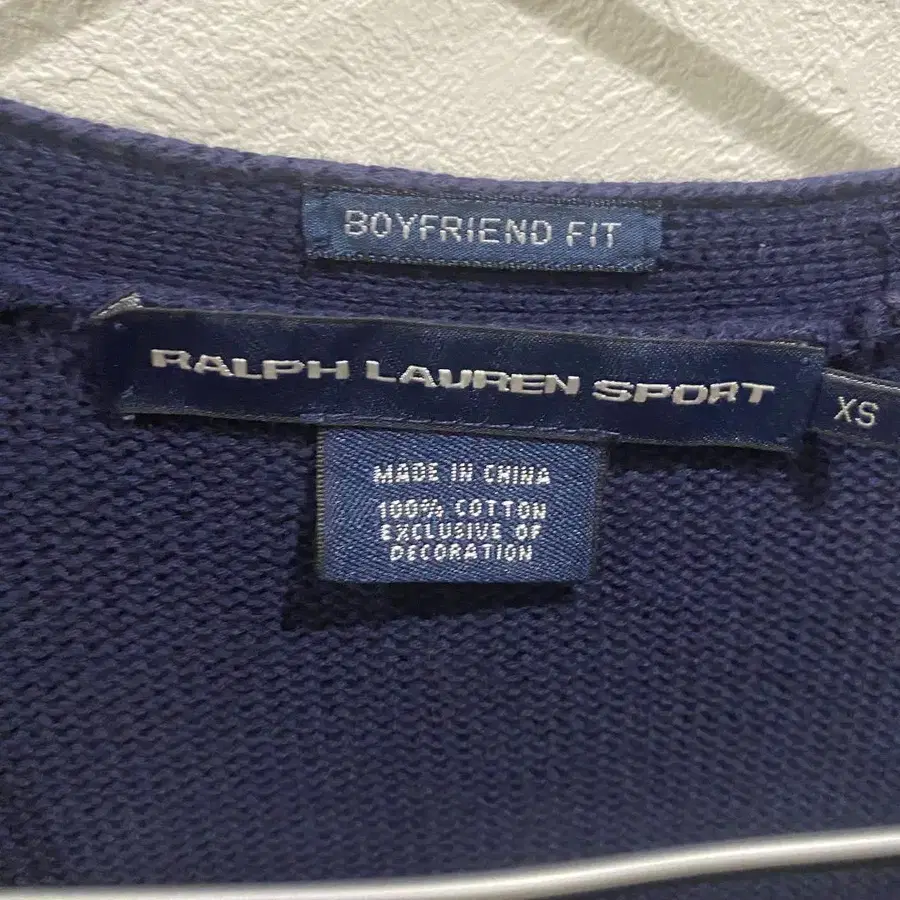 BOYFRIEND FIT
RALPH LAUREN SPORT
XS
MADE IN CHINA
100% COTTON
EXCLUSIVE OF
DECORATION